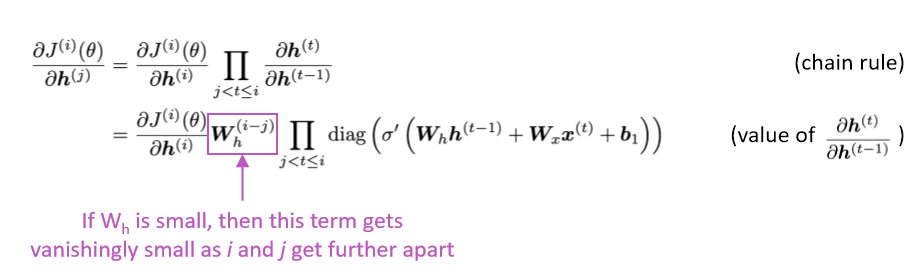 ∂J⁽ⁱ⁾(θ)/∂h⁽ʲ⁾ = ∂J⁽ⁱ⁾(θ)/∂h⁽ⁱ⁾ ∏_{j<t≤i} ∂h⁽ᵗ⁾/∂h⁽ᵗ⁻¹⁾ (chain rule)
= ∂J⁽ⁱ⁾(θ)/∂h⁽ⁱ⁾ W_h^{(i−j)} ∏_{j<t≤i} diag(σ′(W_h h⁽ᵗ⁻¹⁾ + W_x x⁽ᵗ⁾ + b₁)) (value of ∂h⁽ᵗ⁾/∂h⁽ᵗ⁻¹⁾ )
If W_h is small, then this term gets
vanishingly small as i and j get further apart